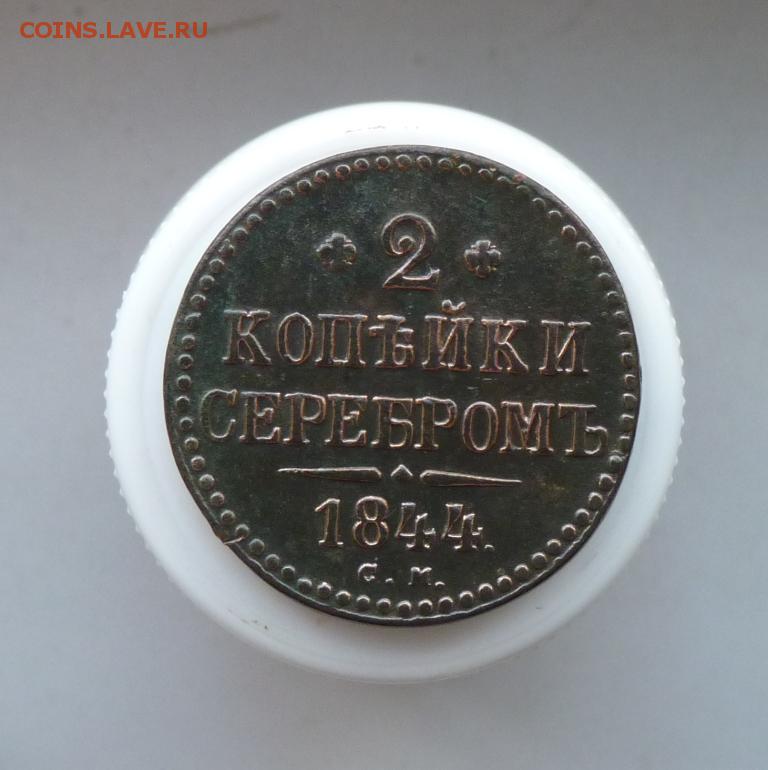 COINS.LAVE.RU
2
КОПѢЙКИ
СЕРЕБРОМЪ
1844.
С. М.